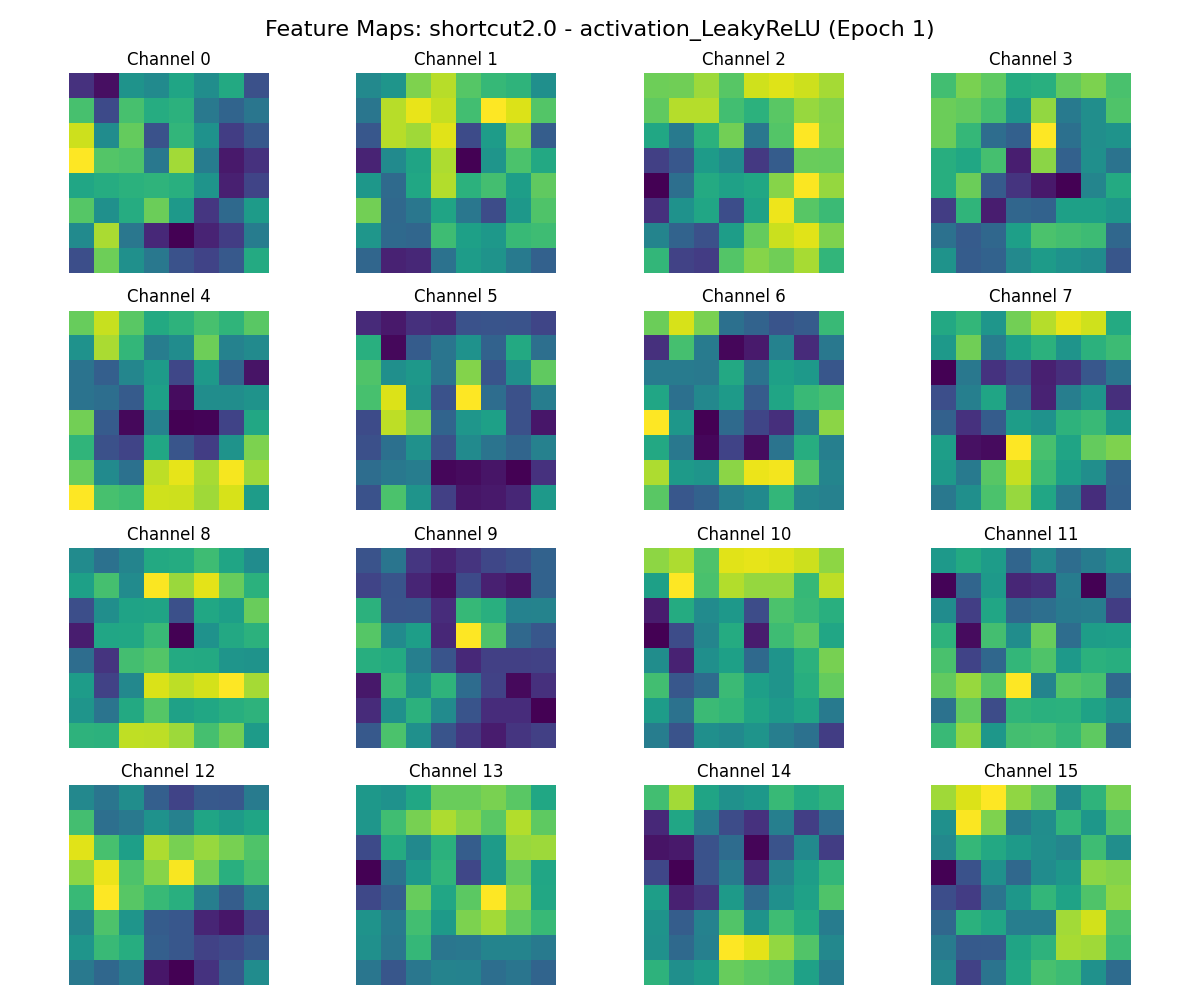 Feature Maps: shortcut2.0 - activation_LeakyReLU (Epoch 1)
Channel 0
Channel 1
Channel 2
Channel 3
Channel 4
Channel 5
Channel 6
Channel 7
Channel 8
Channel 9
Channel 10
Channel 11
Channel 12
Channel 13
Channel 14
Channel 15